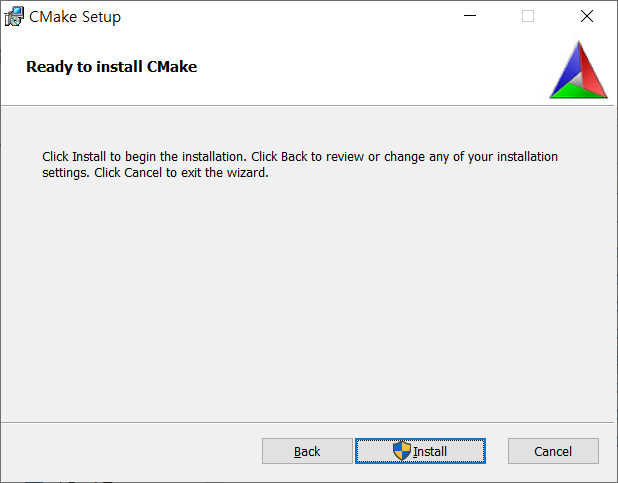 CMake Setup
Ready to install CMake
Click Install to begin the installation. Click Back to review or change any of your installation
settings. Click Cancel to exit the wizard.
Back
Install
Cancel